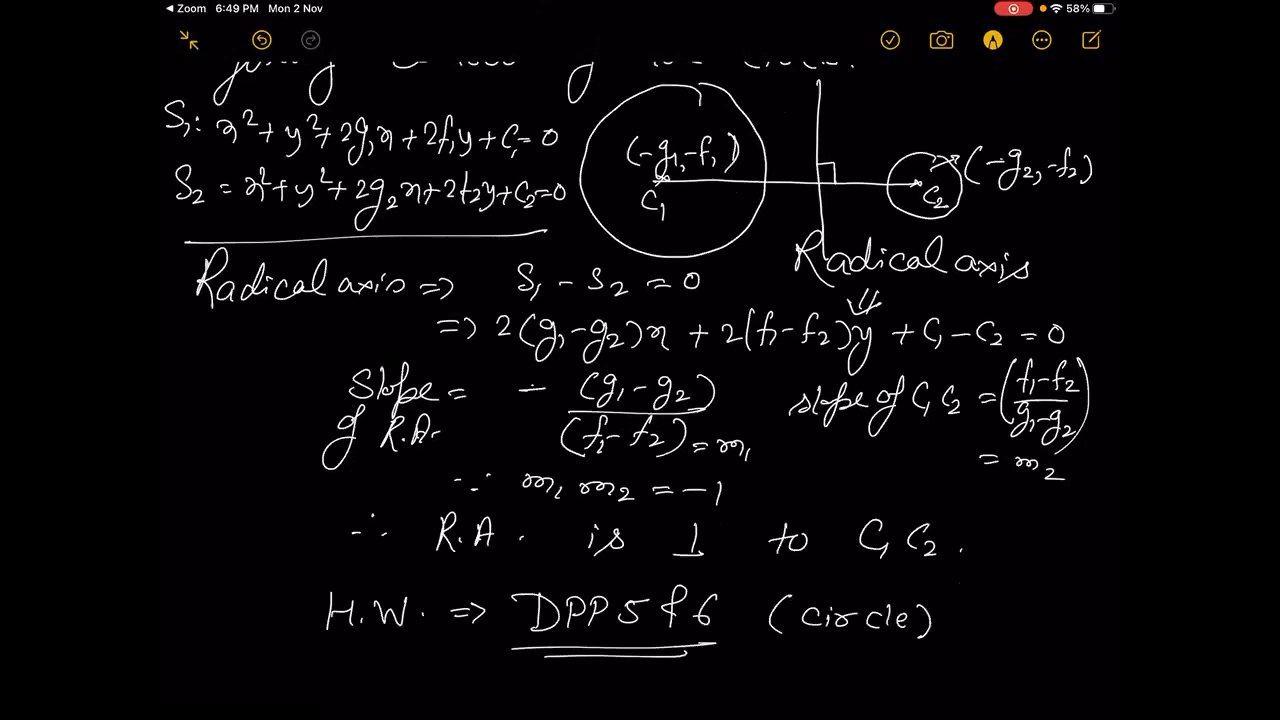 Zoom 6:49 PM Mon 2 Nov 58%
S₁: x² + y² + 2g₁x + 2f₁y + c₁ = 0
S₂ = x² + y² + 2g₂x + 2f₂y + c₂ = 0
(-g₁, -f₁)
C₁
(-g₂, -f₂)
C₂
Radical axis
Radical axis ⇒ S₁ - S₂ = 0
⇒ 2(g₁-g₂)x + 2(f₁-f₂)y + c₁ - c₂ = 0
Slope of R.A. = - (g₁-g₂)/(f₁-f₂) = m₁
slope of C₁C₂ = (f₁-f₂/g₁-g₂)
= m₂
∵ m₁ m₂ = -1
∴ R.A. is ⊥ to C₁C₂.
H.W. ⇒ DPP 5 & 6 (circle)